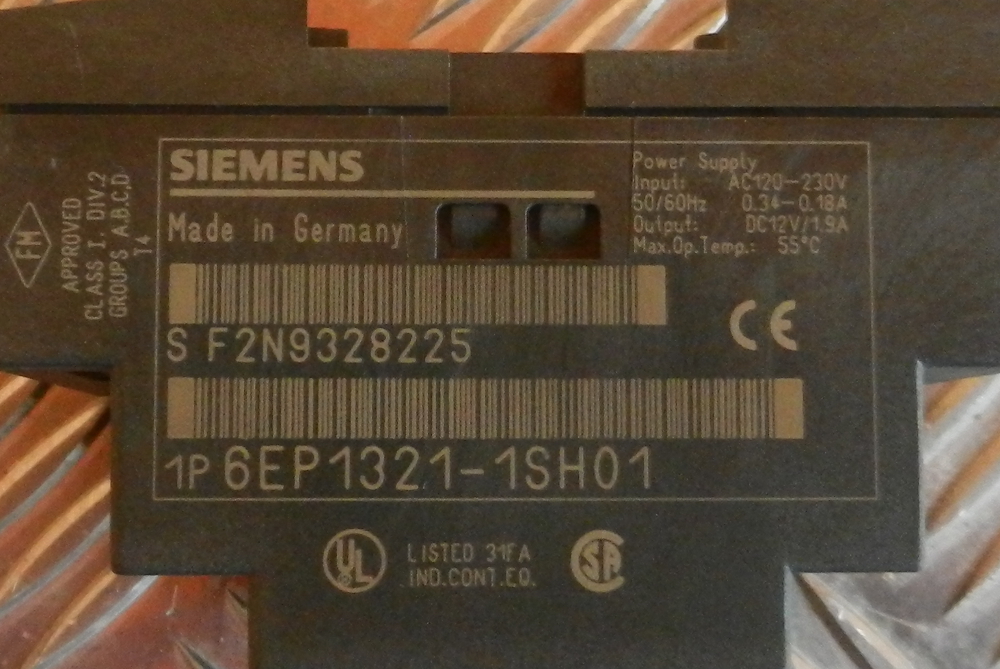 SIEMENS
Made in Germany
Power Supply
Input: AC120-230V
50/60Hz 0.34-0.18A
Output: DC12V/1.9A
Max.Op.Temp.: 55°C
FM
APPROVED
CLASS I, DIV.2
GROUPS A,B,C,D
T4
S F2N9328225
CE
1P 6EP1321-1SH01
UL
LISTED 31FA
IND.CONT.EQ.
SA